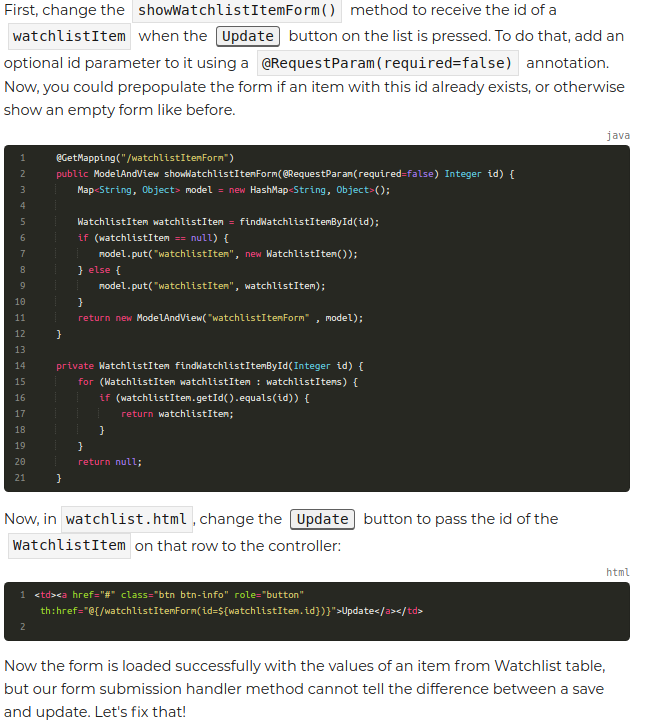 First, change the showWatchlistItemForm() method to receive the id of a
watchlistItem when the Update button on the list is pressed. To do that, add an
optional id parameter to it using a @RequestParam(required=false) annotation.
Now, you could prepopulate the form if an item with this id already exists, or otherwise
show an empty form like before.
java
1 @GetMapping("/watchlistItemForm")
2 public ModelAndView showWatchlistItemForm(@RequestParam(required=false) Integer id) {
3 Map<String, Object> model = new HashMap<String, Object>();
4
5 WatchlistItem watchlistItem = findWatchlistItemById(id);
6 if (watchlistItem == null) {
7 model.put("watchlistItem", new WatchlistItem());
8 } else {
9 model.put("watchlistItem", watchlistItem);
10 }
11 return new ModelAndView("watchlistItemForm" , model);
12 }
13
14 private WatchlistItem findWatchlistItemById(Integer id) {
15 for (WatchlistItem watchlistItem : watchlistItems) {
16 if (watchlistItem.getId().equals(id)) {
17 return watchlistItem;
18 }
19 }
20 return null;
21 }
Now, in watchlist.html , change the Update button to pass the id of the
WatchlistItem on that row to the controller:
html
1 <td><a href="#" class="btn btn-info" role="button"
th:href="@{/watchlistItemForm(id=${watchlistItem.id})}">Update</a></td>
2
Now the form is loaded successfully with the values of an item from Watchlist table,
but our form submission handler method cannot tell the difference between a save
and update. Let's fix that!